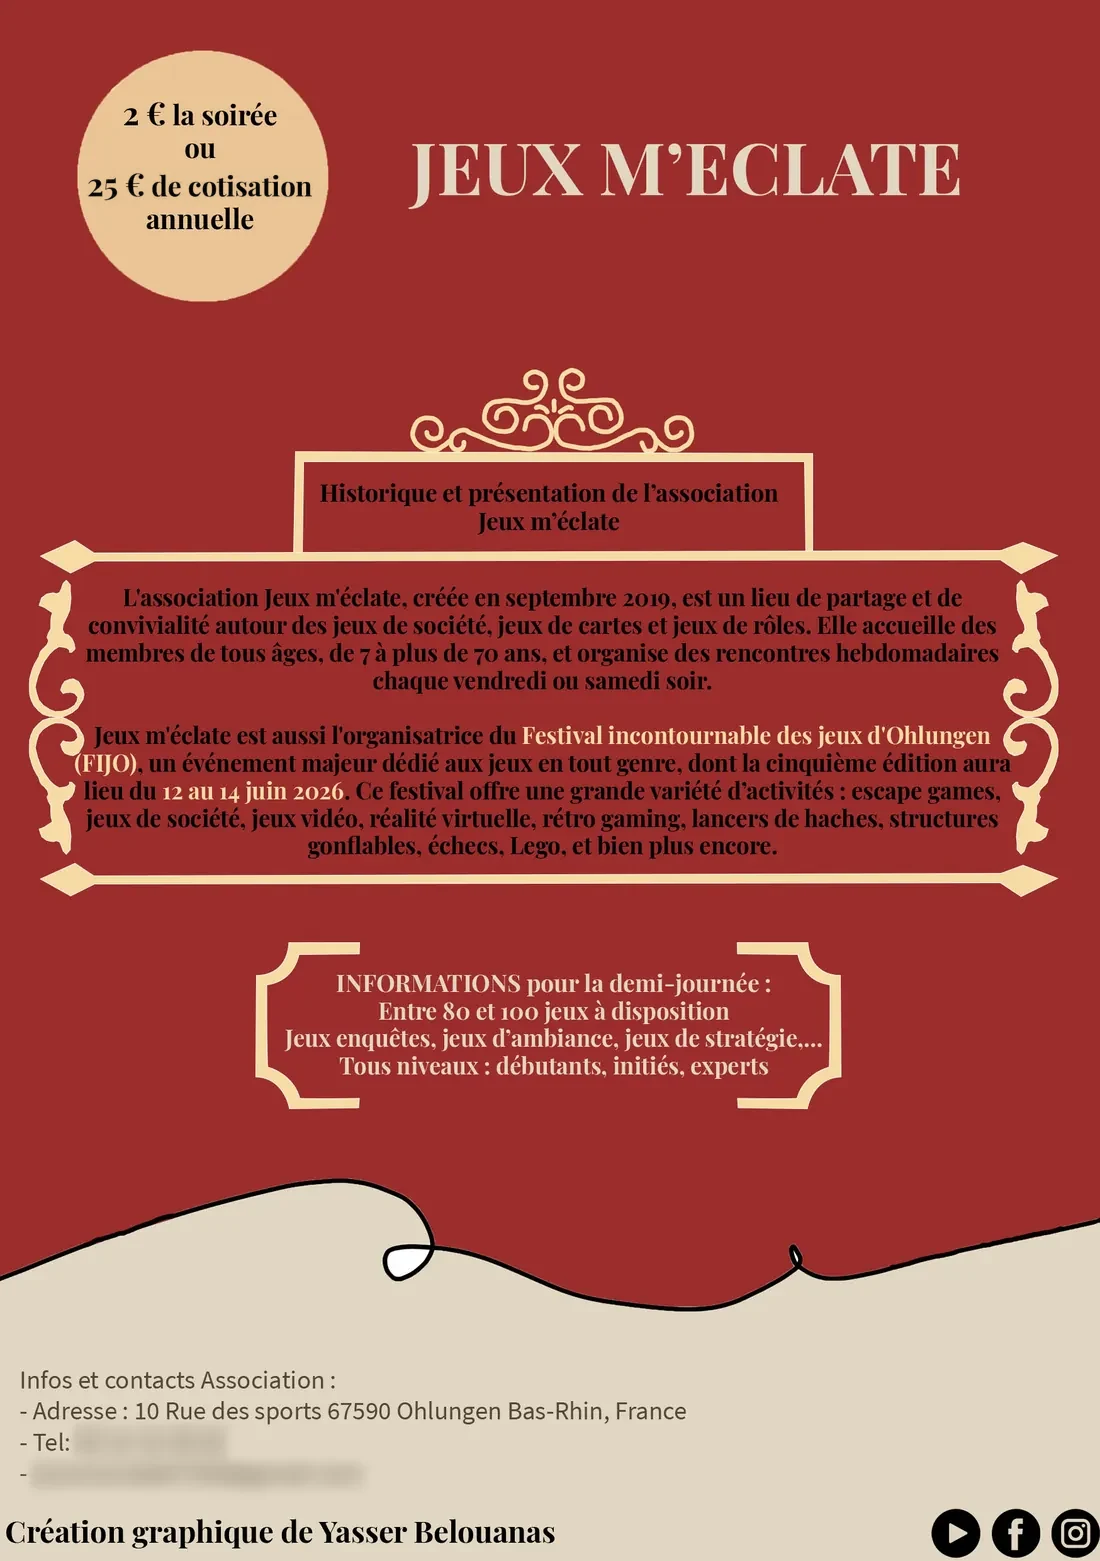 2 € la soirée
ou
25 € de cotisation
annuelle
JEUX M’ECLATE
Historique et présentation de l’association
Jeux m’éclate
L'association Jeux m'éclate, créée en septembre 2019, est un lieu de partage et de
convivialité autour des jeux de société, jeux de cartes et jeux de rôles. Elle accueille des
membres de tous âges, de 7 à plus de 70 ans, et organise des rencontres hebdomadaires
chaque vendredi ou samedi soir.
Jeux m'éclate est aussi l'organisatrice du Festival incontournable des jeux d'Ohlungen
(FIJO), un événement majeur dédié aux jeux en tout genre, dont la cinquième édition aura
lieu du 12 au 14 juin 2026. Ce festival offre une grande variété d’activités : escape games,
jeux de société, jeux vidéo, réalité virtuelle, rétro gaming, lancers de haches, structures
gonflables, échecs, Lego, et bien plus encore.
INFORMATIONS pour la demi-journée :
Entre 80 et 100 jeux à disposition
Jeux enquêtes, jeux d’ambiance, jeux de stratégie,...
Tous niveaux : débutants, initiés, experts
Infos et contacts Association :
- Adresse : 10 Rue des sports 67590 Ohlungen Bas-Rhin, France
- Tel:
-
Création graphique de Yasser Belouanas